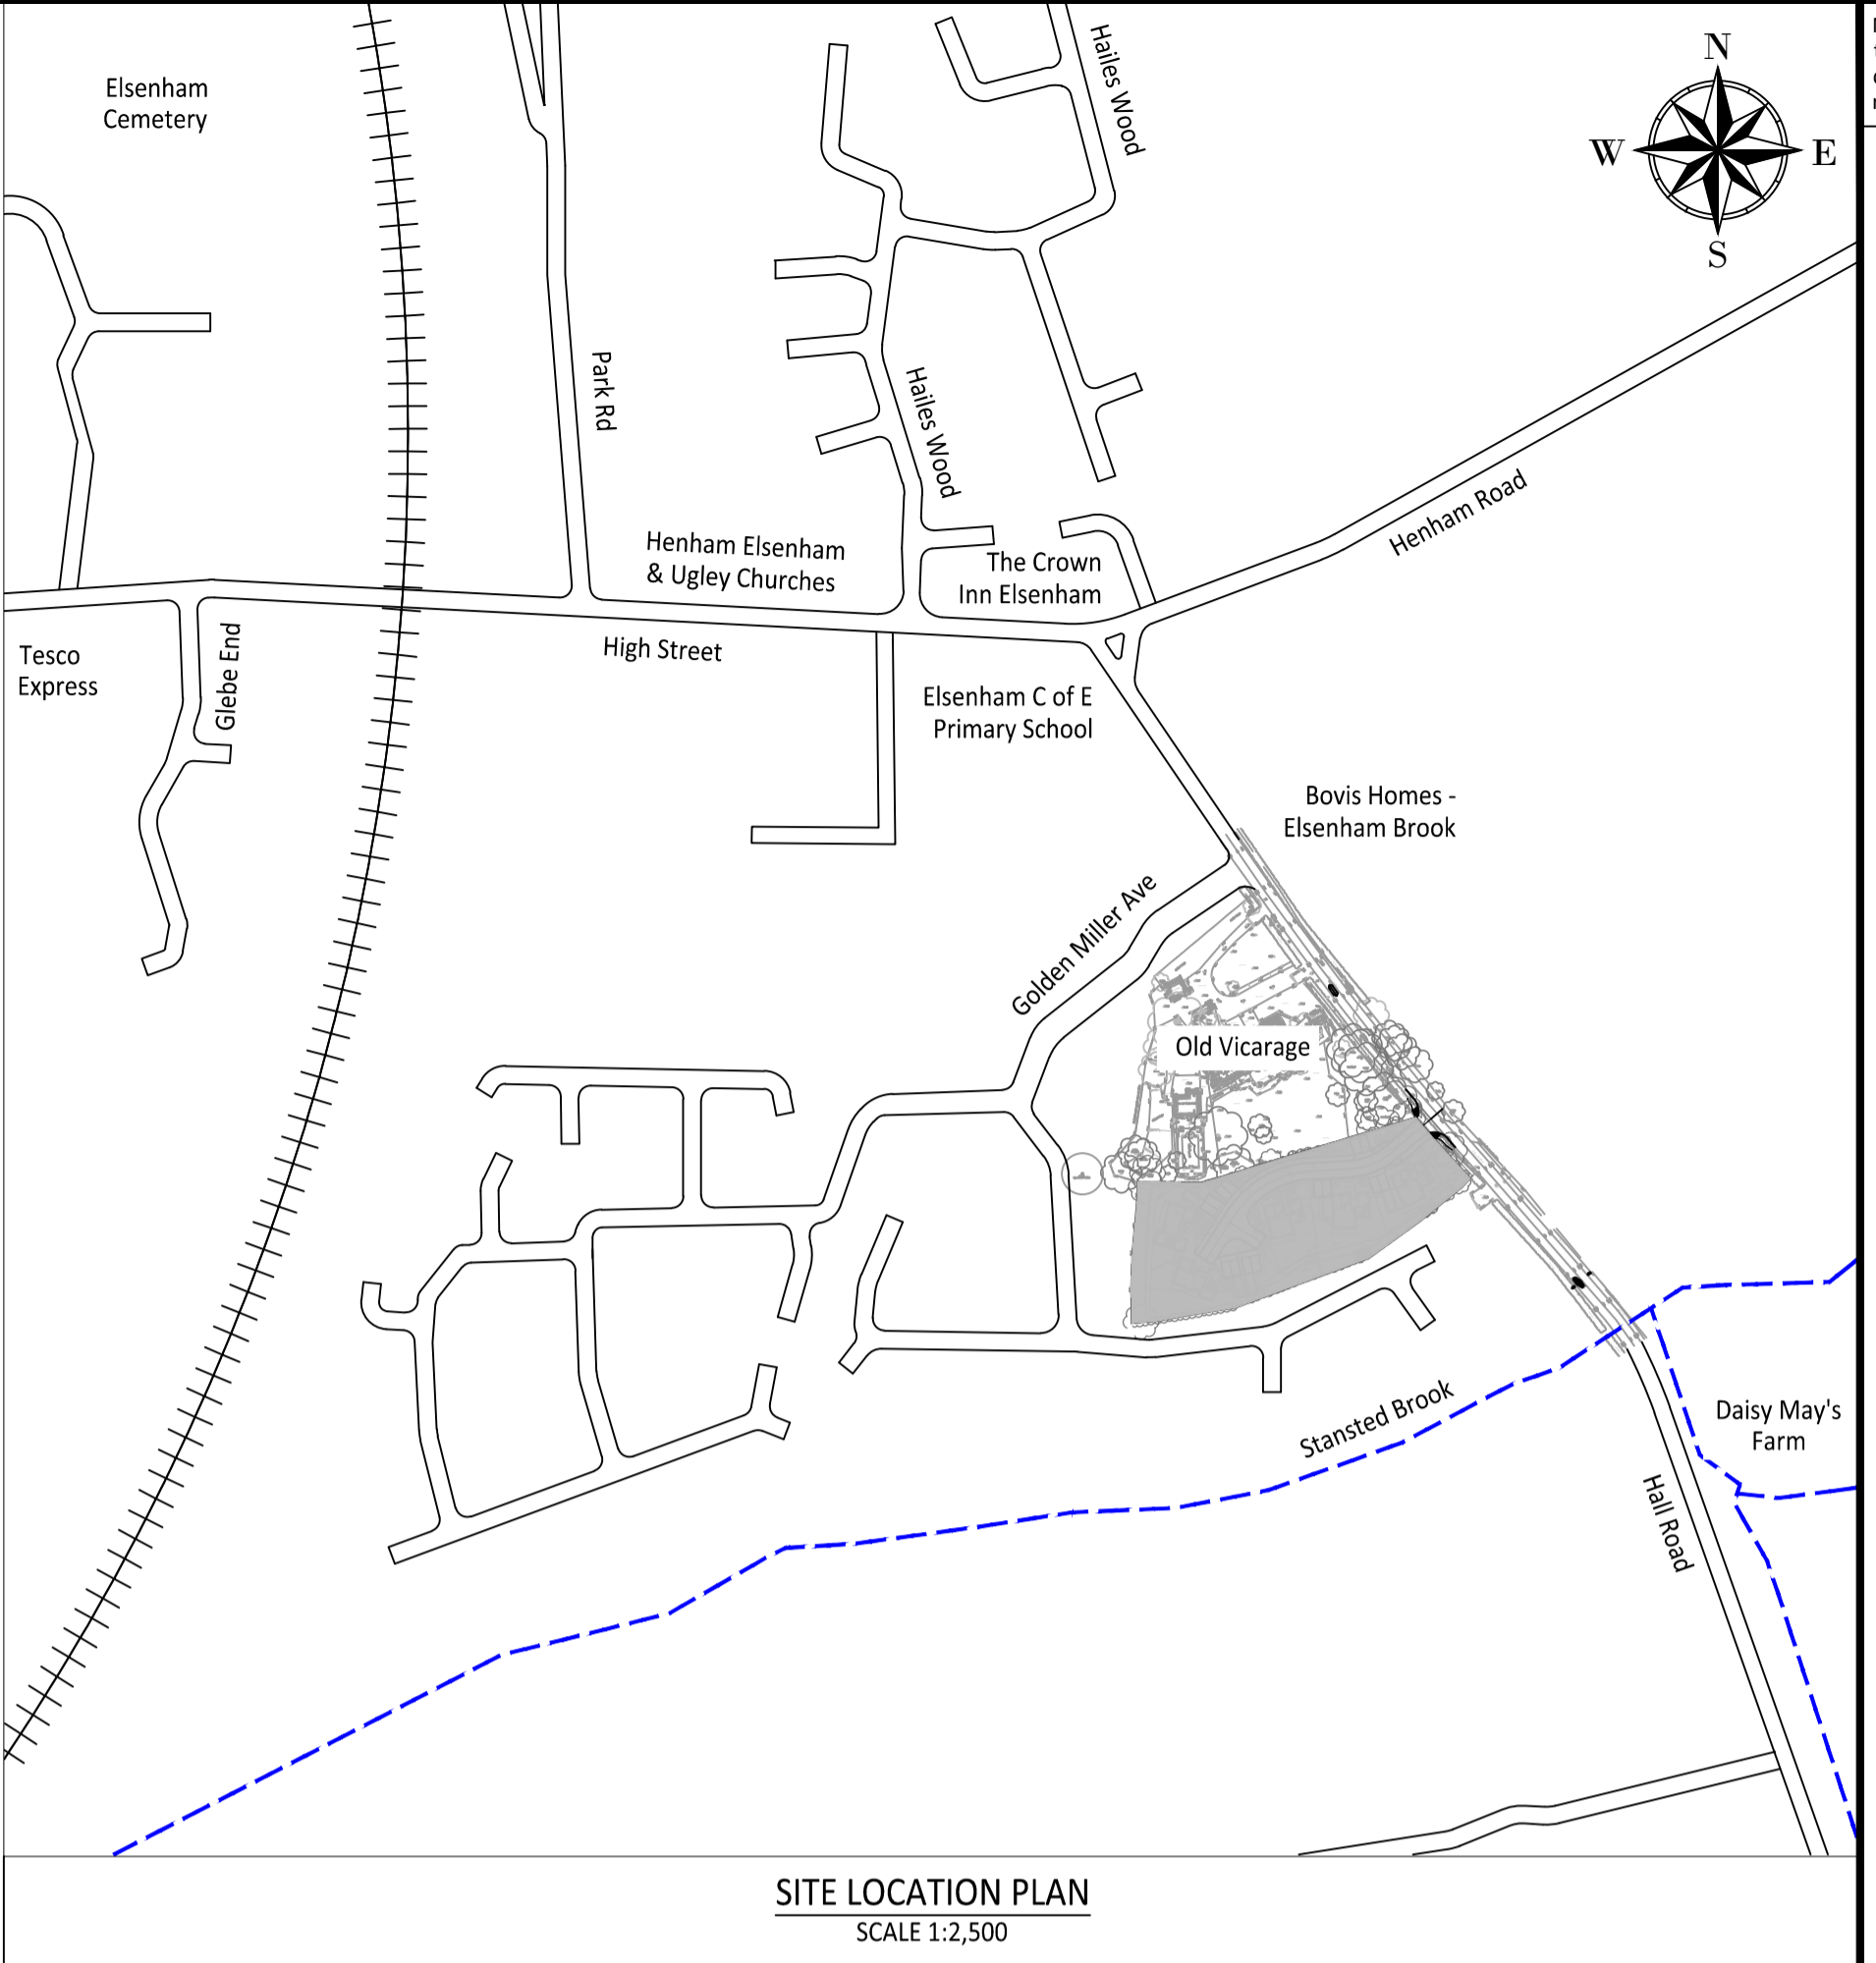 N
W
E
S
Elsenham
Cemetery
Hailes Wood
Park Rd
Hailes Wood
Henham Road
Henham Elsenham
& Ugley Churches
The Crown
Inn Elsenham
Tesco
Express
Glebe End
High Street
Elsenham C of E
Primary School
Bovis Homes -
Elsenham Brook
Golden Miller Ave
Old Vicarage
Stansted Brook
Daisy May's
Farm
Hall Road
SITE LOCATION PLAN
SCALE 1:2,500